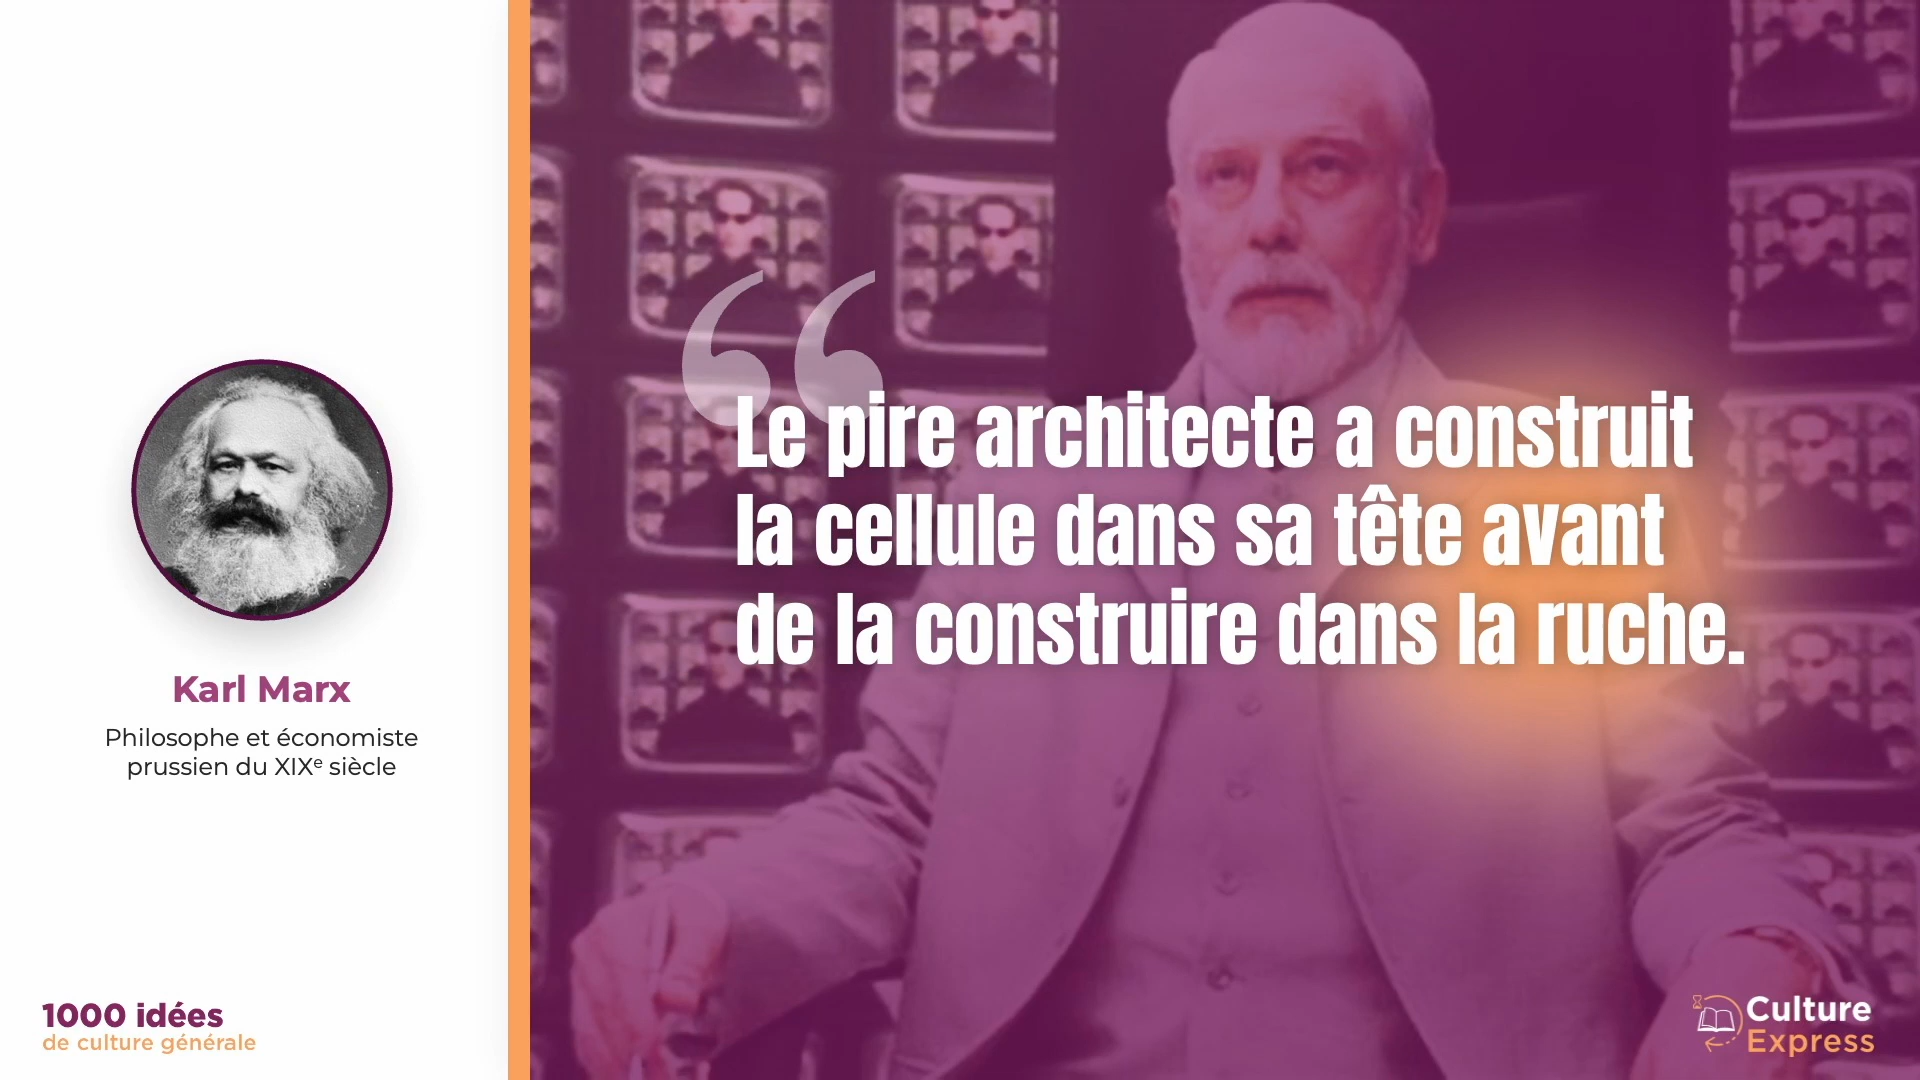 Karl Marx
Philosophe et économiste
prussien du XIXᵉ siècle
1000 idées
de culture générale
“
Le pire architecte a construit
la cellule dans sa tête avant
de la construire dans la ruche.
Culture
Express